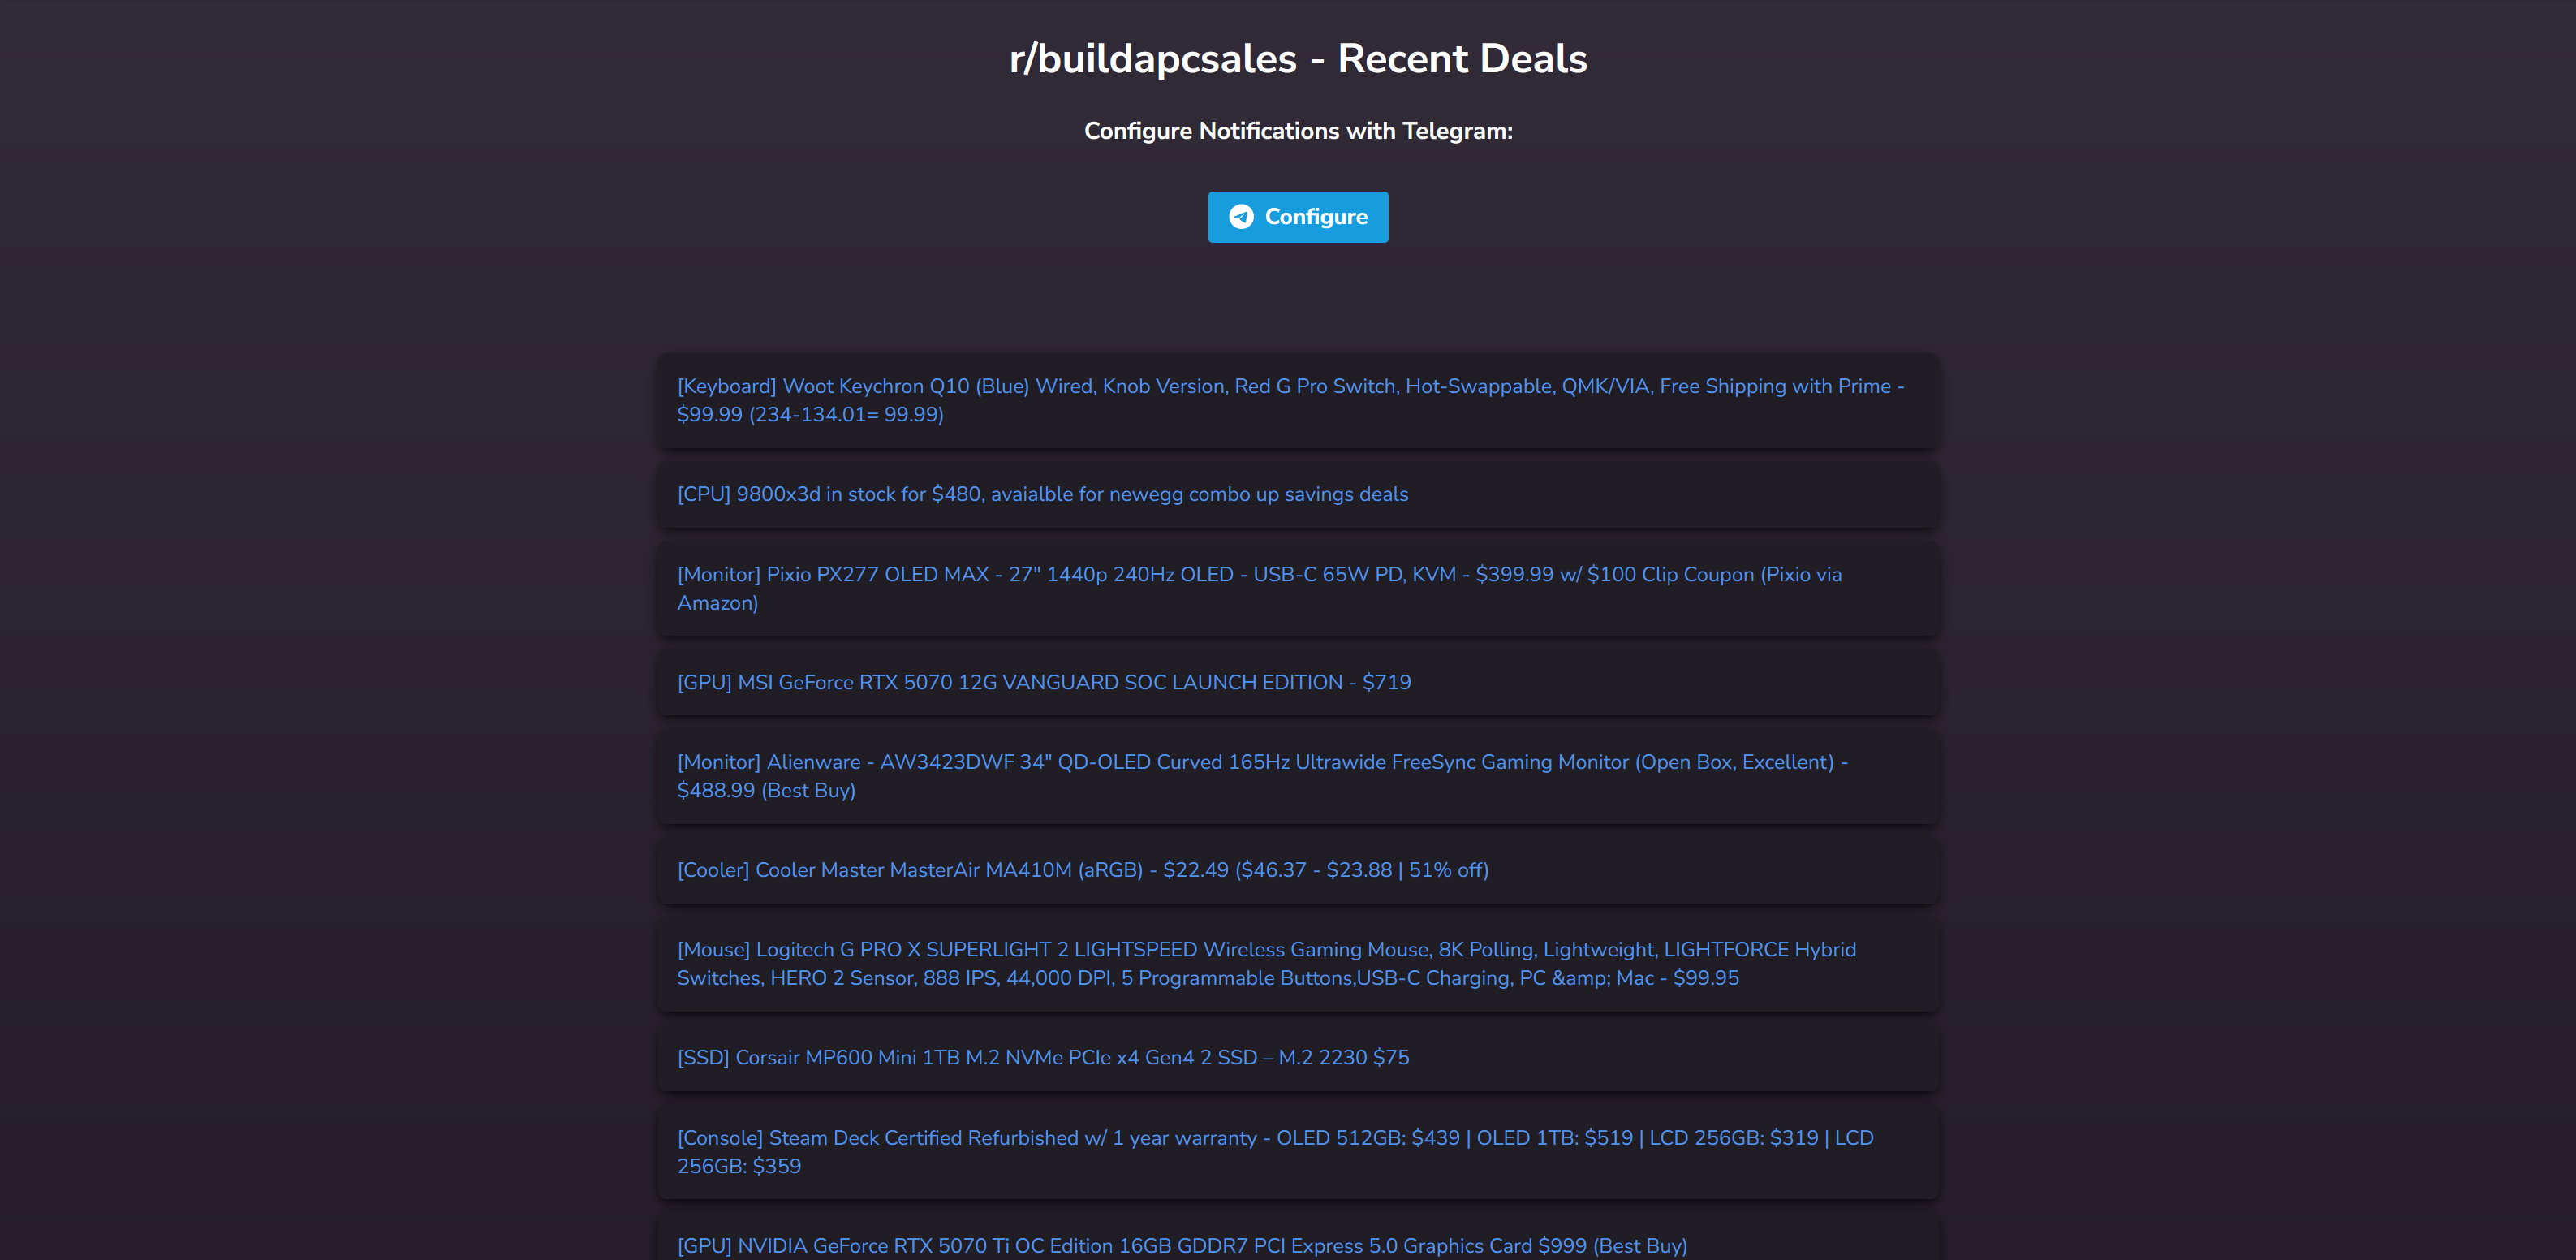 r/buildapcsales - Recent Deals
Configure Notifications with Telegram:
Configure
[Keyboard] Woot Keychron Q10 (Blue) Wired, Knob Version, Red G Pro Switch, Hot-Swappable, QMK/VIA, Free Shipping with Prime -
$99.99 (234-134.01= 99.99)
[CPU] 9800x3d in stock for $480, avaialble for newegg combo up savings deals
[Monitor] Pixio PX277 OLED MAX - 27" 1440p 240Hz OLED - USB-C 65W PD, KVM - $399.99 w/ $100 Clip Coupon (Pixio via
Amazon)
[GPU] MSI GeForce RTX 5070 12G VANGUARD SOC LAUNCH EDITION - $719
[Monitor] Alienware - AW3423DWF 34" QD-OLED Curved 165Hz Ultrawide FreeSync Gaming Monitor (Open Box, Excellent) -
$488.99 (Best Buy)
[Cooler] Cooler Master MasterAir MA410M (aRGB) - $22.49 ($46.37 - $23.88 | 51% off)
[Mouse] Logitech G PRO X SUPERLIGHT 2 LIGHTSPEED Wireless Gaming Mouse, 8K Polling, Lightweight, LIGHTFORCE Hybrid
Switches, HERO 2 Sensor, 888 IPS, 44,000 DPI, 5 Programmable Buttons,USB-C Charging, PC &amp; Mac - $99.95
[SSD] Corsair MP600 Mini 1TB M.2 NVMe PCIe x4 Gen4 2 SSD – M.2 2230 $75
[Console] Steam Deck Certified Refurbished w/ 1 year warranty - OLED 512GB: $439 | OLED 1TB: $519 | LCD 256GB: $319 | LCD
256GB: $359
[GPU] NVIDIA GeForce RTX 5070 Ti OC Edition 16GB GDDR7 PCI Express 5.0 Graphics Card $999 (Best Buy)